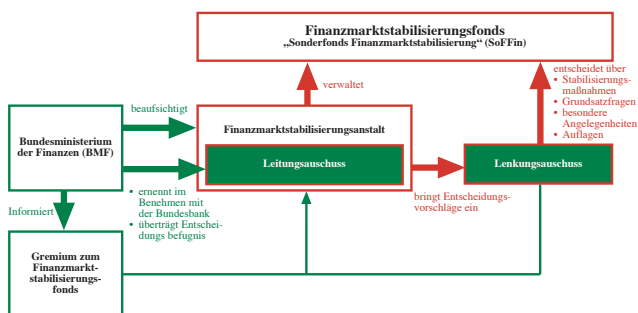 Finanzmarktstabilisierungsfonds
„Sonderfonds Finanzmarktstabilisierung“ (SoFFin)
verwaltet
entscheidet über
• Stabilisierungs-
maßnahmen
• Grundsatzfragen
• besondere
Angelegenheiten
• Auflagen
beaufsichtigt
Bundesministerium
der Finanzen (BMF)
Finanzmarktstabilisierungsanstalt
Leitungsauschuss
Lenkungsauschuss
• ernennt im
Benehmen mit
der Bundesbank
• überträgt Entschei-
dungs befugnis
bringt Entscheidungs-
vorschläge ein
Informiert
Gremium zum
Finanzmarkt-
stabilisierungs-
fonds